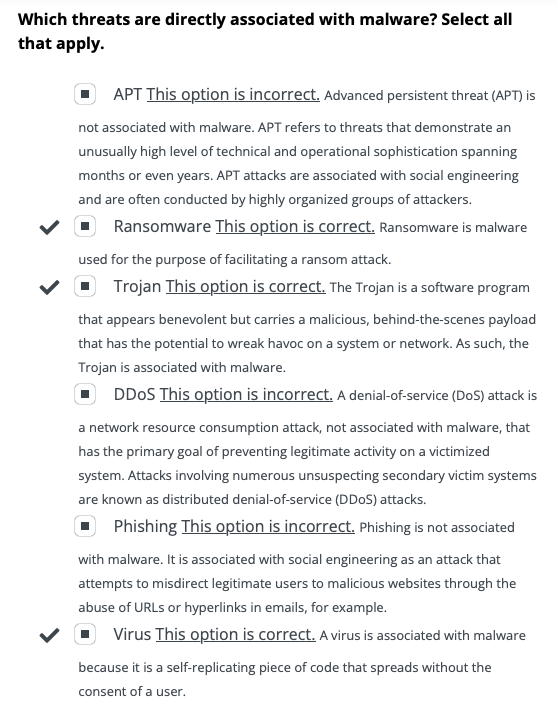 Which threats are directly associated with malware? Select all
that apply.
APT This option is incorrect. Advanced persistent threat (APT) is
not associated with malware. APT refers to threats that demonstrate an
unusually high level of technical and operational sophistication spanning
months or even years. APT attacks are associated with social engineering
and are often conducted by highly organized groups of attackers.
Ransomware This option is correct. Ransomware is malware
used for the purpose of facilitating a ransom attack.
Trojan This option is correct. The Trojan is a software program
that appears benevolent but carries a malicious, behind-the-scenes payload
that has the potential to wreak havoc on a system or network. As such, the
Trojan is associated with malware.
DDoS This option is incorrect. A denial-of-service (DoS) attack is
a network resource consumption attack, not associated with malware, that
has the primary goal of preventing legitimate activity on a victimized
system. Attacks involving numerous unsuspecting secondary victim systems
are known as distributed denial-of-service (DDoS) attacks.
Phishing This option is incorrect. Phishing is not associated
with malware. It is associated with social engineering as an attack that
attempts to misdirect legitimate users to malicious websites through the
abuse of URLs or hyperlinks in emails, for example.
Virus This option is correct. A virus is associated with malware
because it is a self-replicating piece of code that spreads without the
consent of a user.